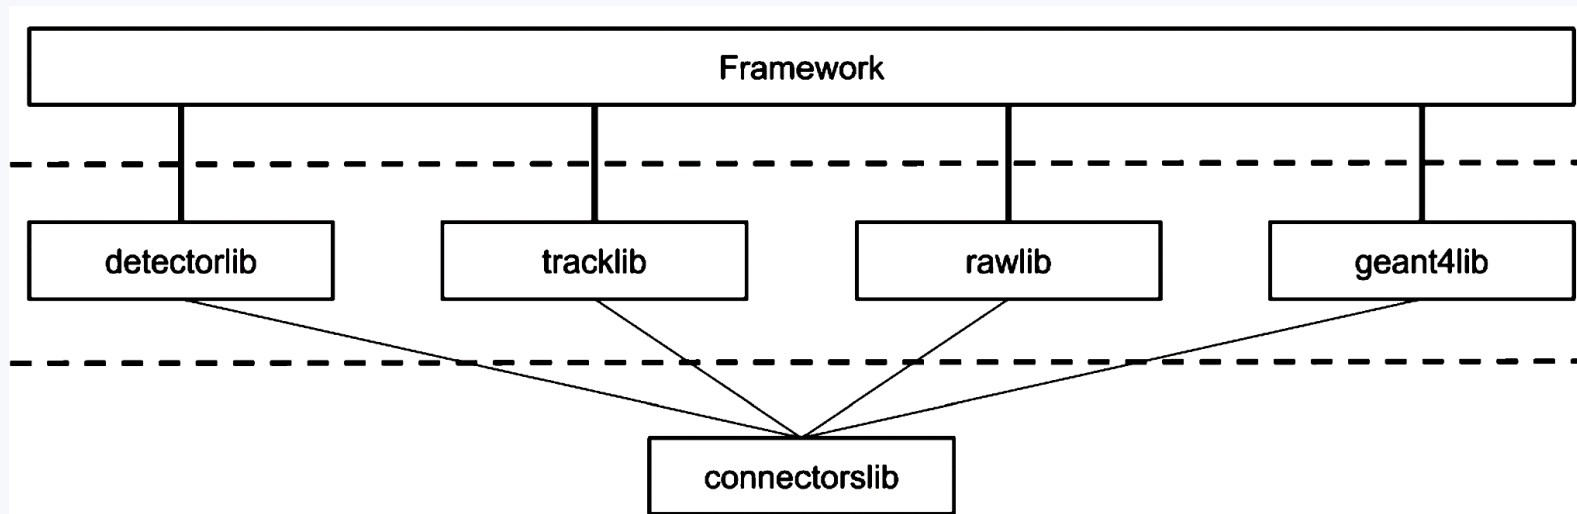 Framework
detectorlib
tracklib
rawlib
geant4lib
connectorslib